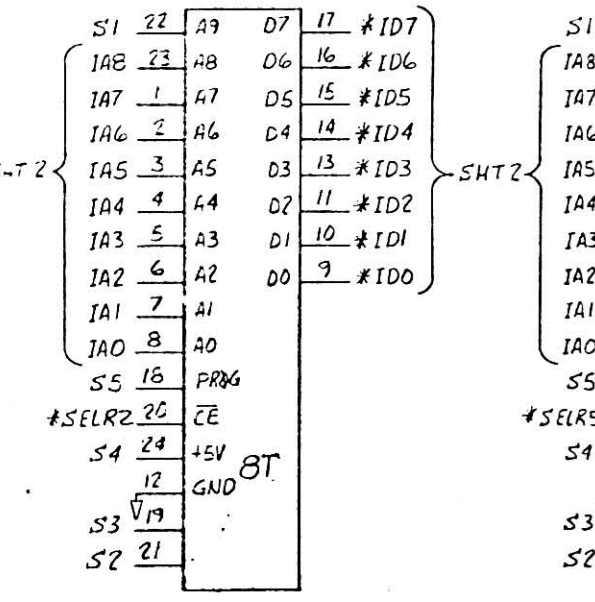 S1 22 A9 D7 17 *ID7 S1
IA8 23 A8 D6 16 *ID6 IA8
IA7 1 A7 D5 15 *ID5 IA7
IA6 2 A6 D4 14 *ID4 IA6
SHT 2 IA5 3 A5 D3 13 *ID3 SHT2 IA5
IA4 4 A4 D2 11 *ID2 IA4
IA3 5 A3 D1 10 *ID1 IA3
IA2 6 A2 D0 9 *ID0 IA2
IA1 7 A1 IA1
IA0 8 A0 IA0
S5 18 PROG S5
*SELR2 20 CE *SELR5
S4 24 +5V 8T S4
12 GND
S3 19 S3
S2 21 S2